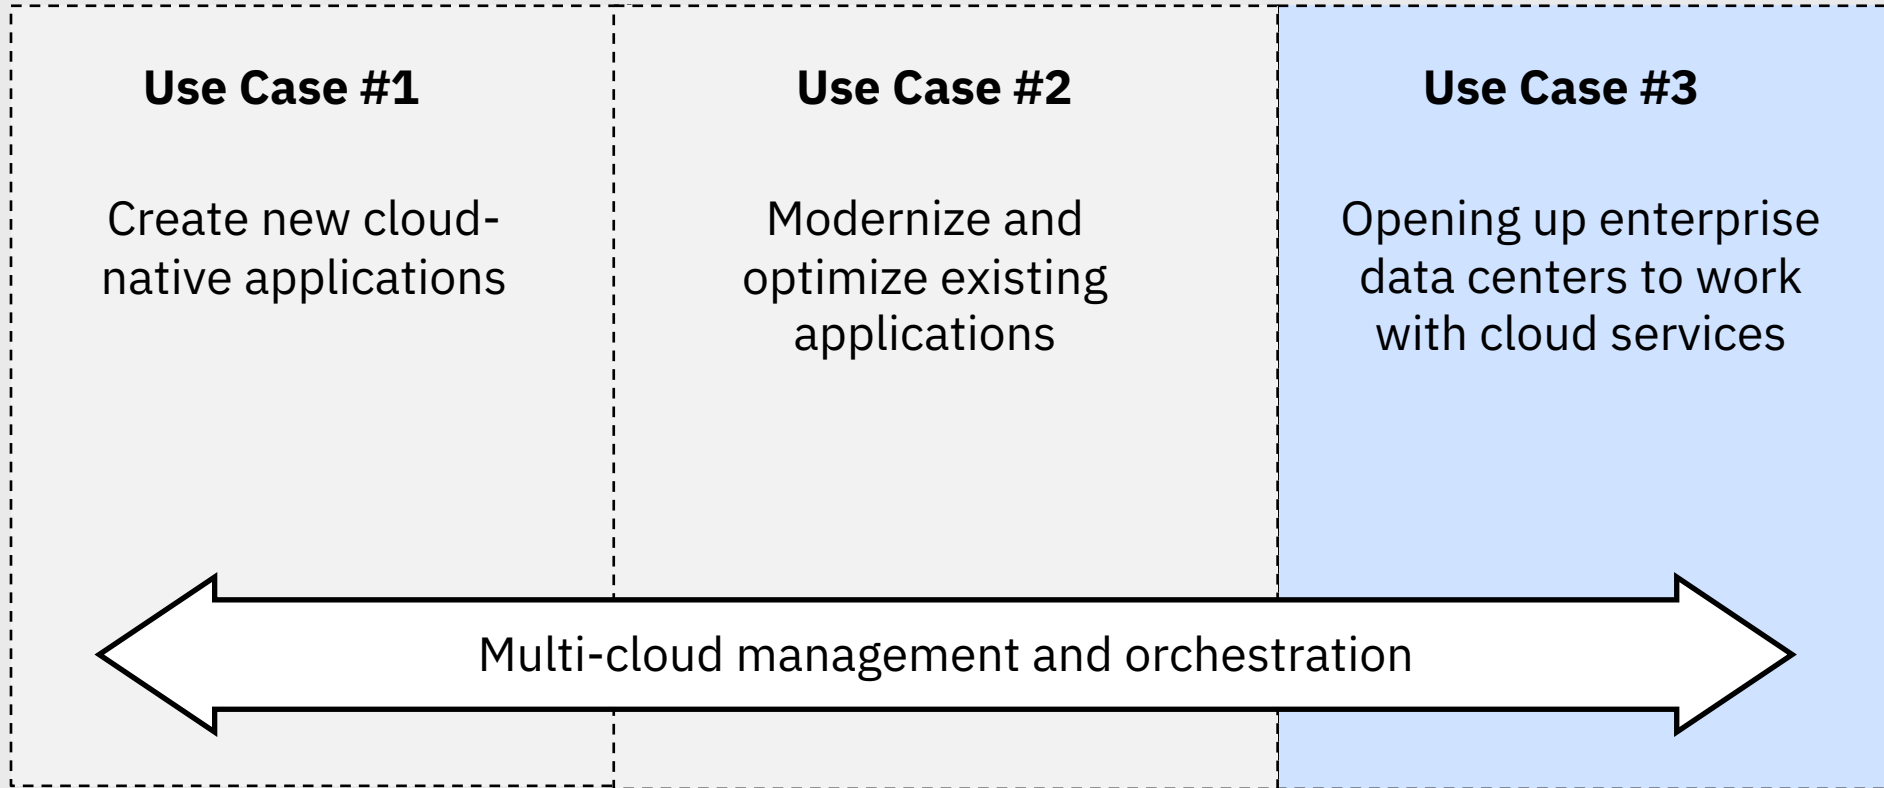 Use Case #1
Create new cloud-
native applications
Use Case #2
Modernize and
optimize existing
applications
Use Case #3
Opening up enterprise
data centers to work
with cloud services
Multi-cloud management and orchestration